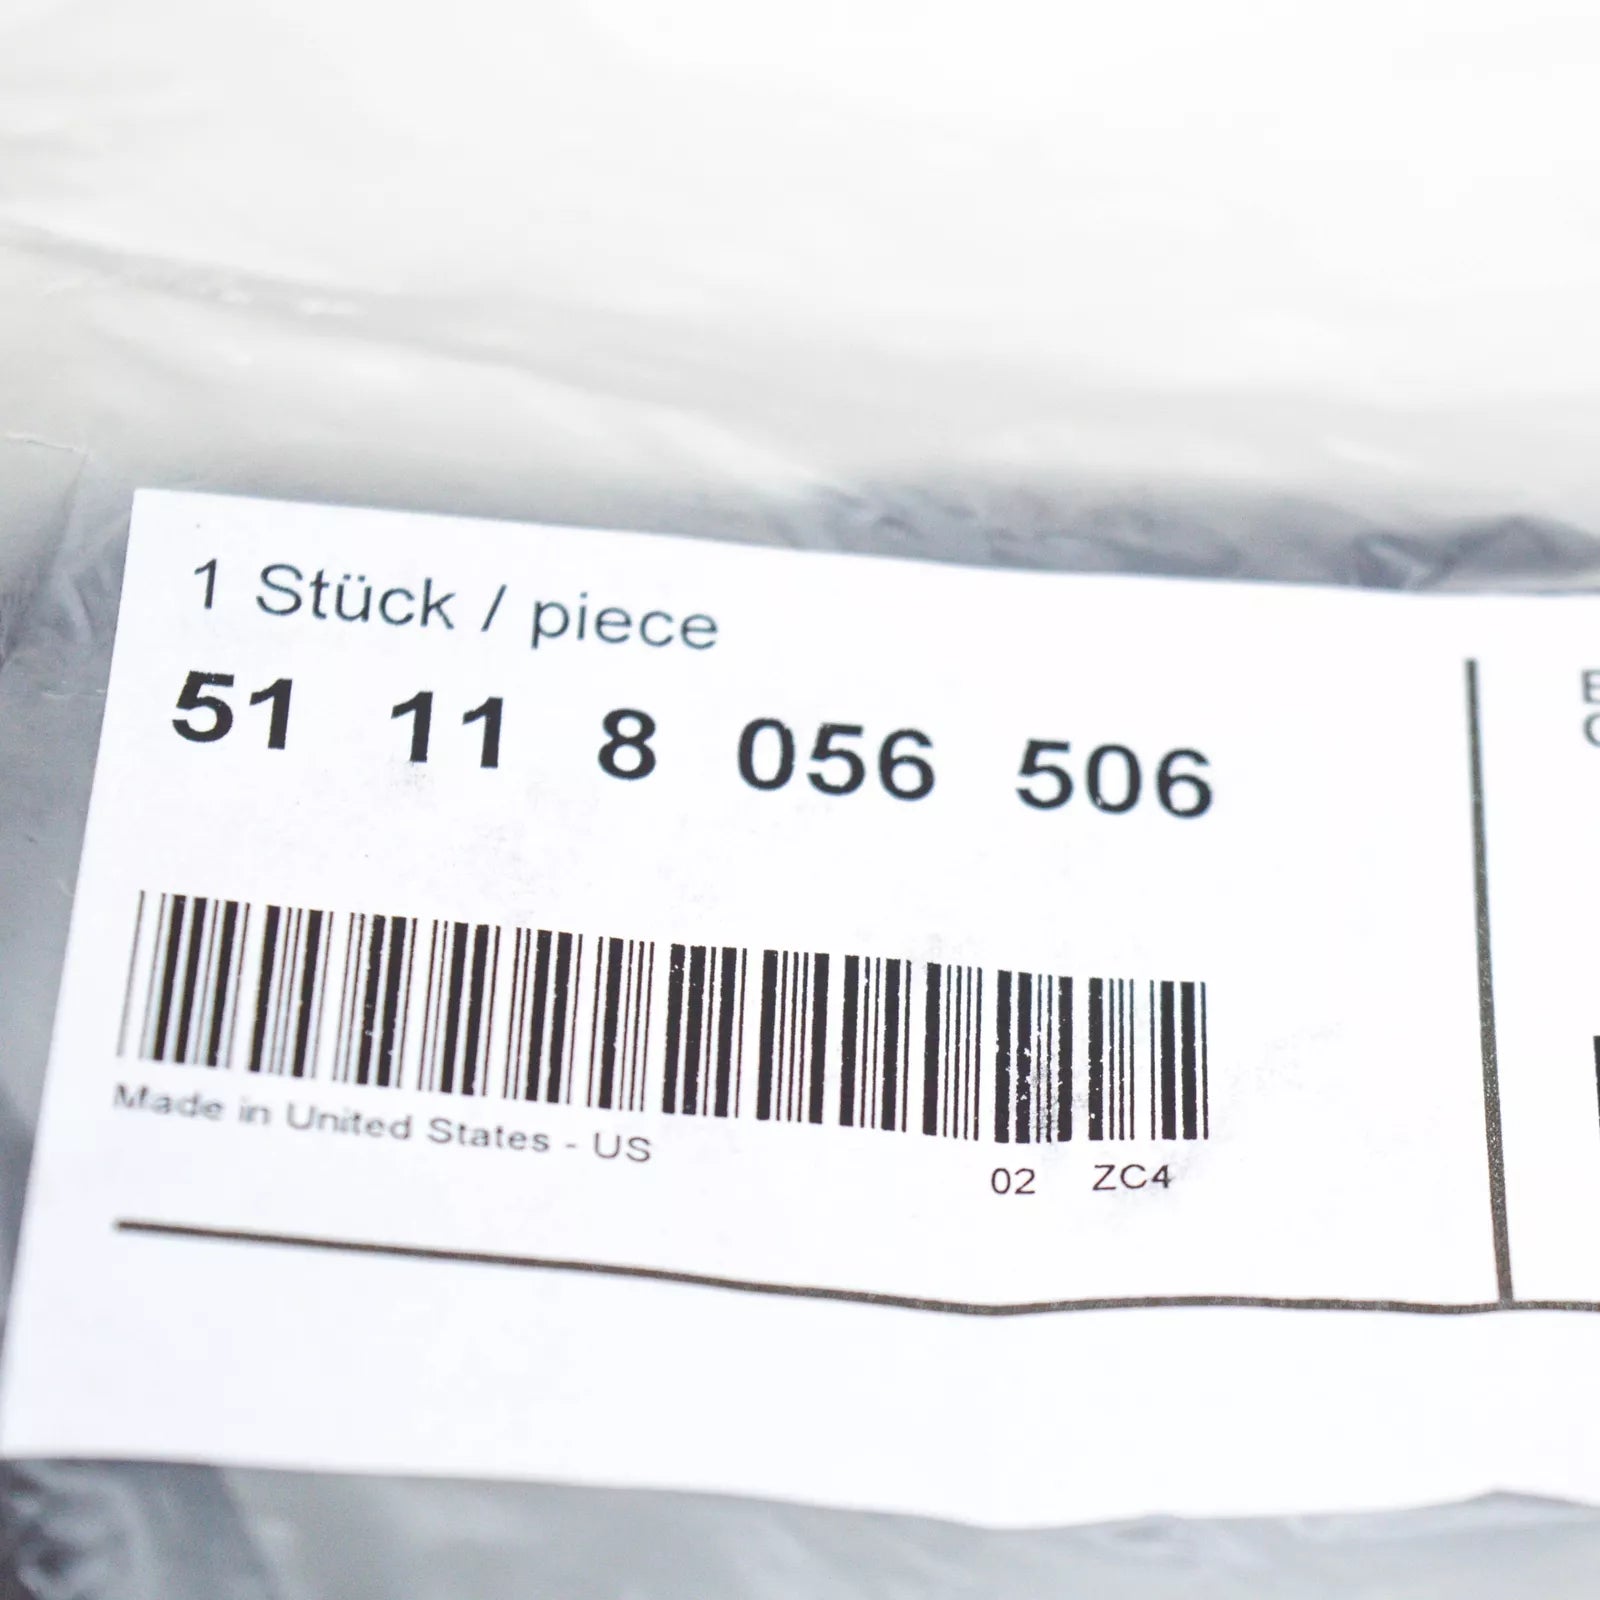 1 Stück / piece
51 11 8 056 506
Made in United States - US
02 ZC4